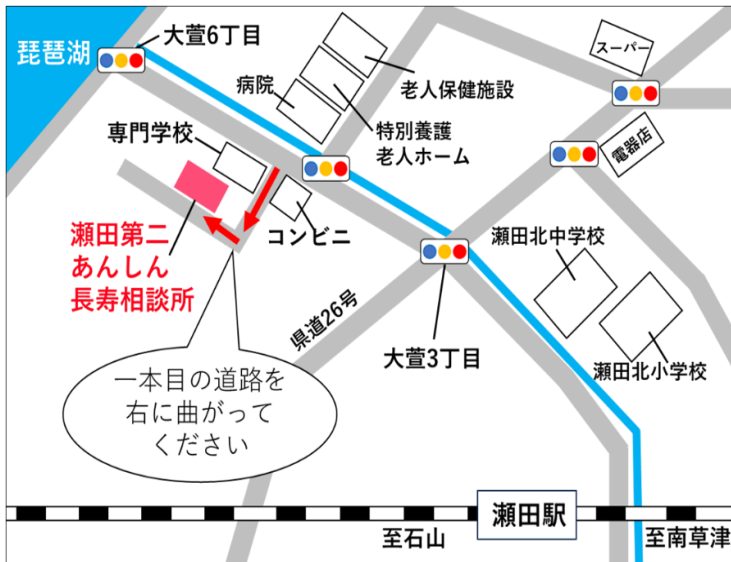 琵琶湖
大萱6丁目
スーパー
病院
老人保健施設
専門学校
特別養護
老人ホーム
電器店
コンビニ
瀬田第二
あんしん
長寿相談所
瀬田北中学校
県道26号
大萱3丁目
瀬田北小学校
一本目の道路を
右に曲がって
ください
瀬田駅
至石山
至南草津